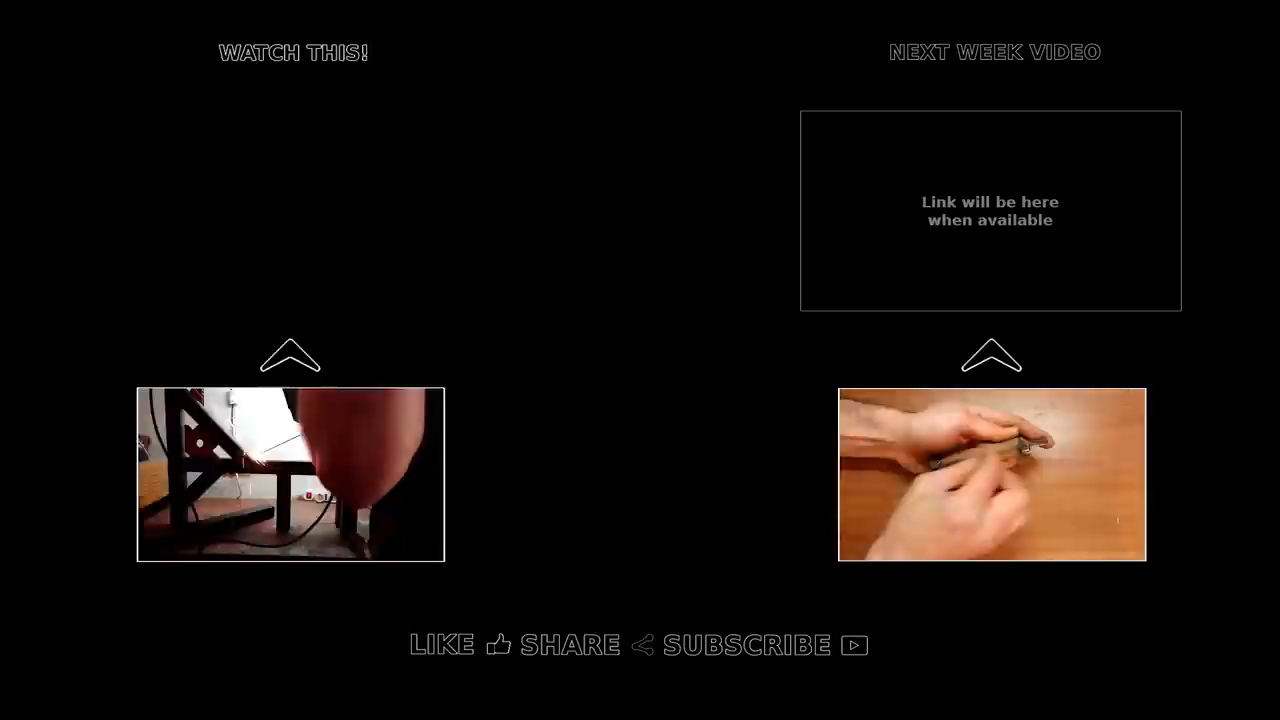 WATCH THIS!
NEXT WEEK VIDEO
Link will be here
when available
LIKE SHARE SUBSCRIBE